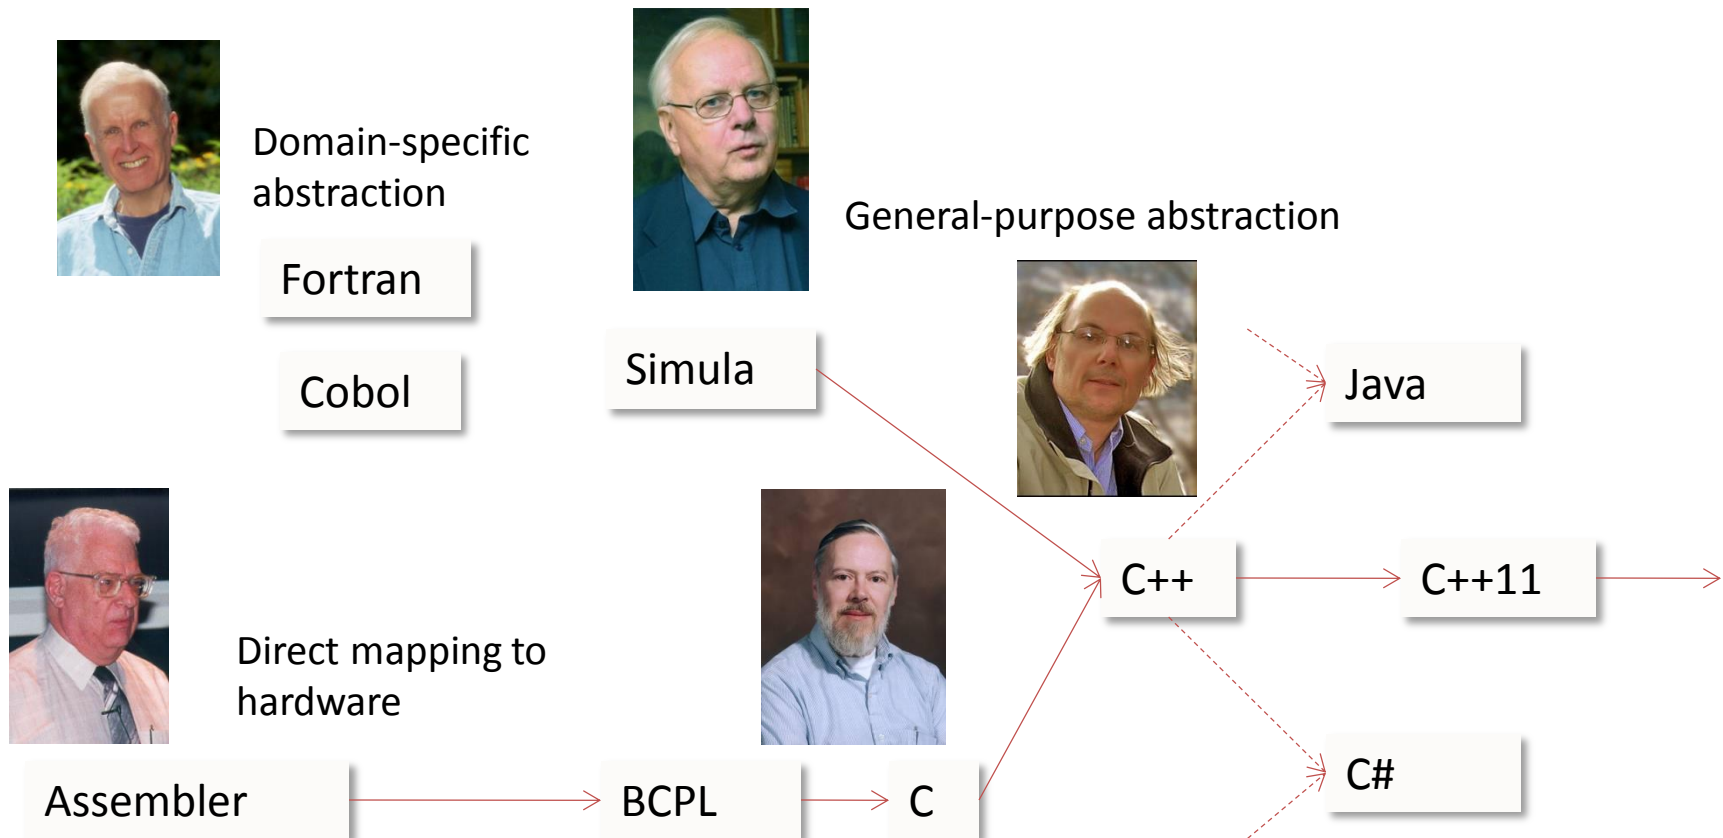 Domain-specific
abstraction
General-purpose abstraction
Fortran
Simula
Java
Cobol
C++
C++11
Direct mapping to
hardware
C#
Assembler
BCPL
C